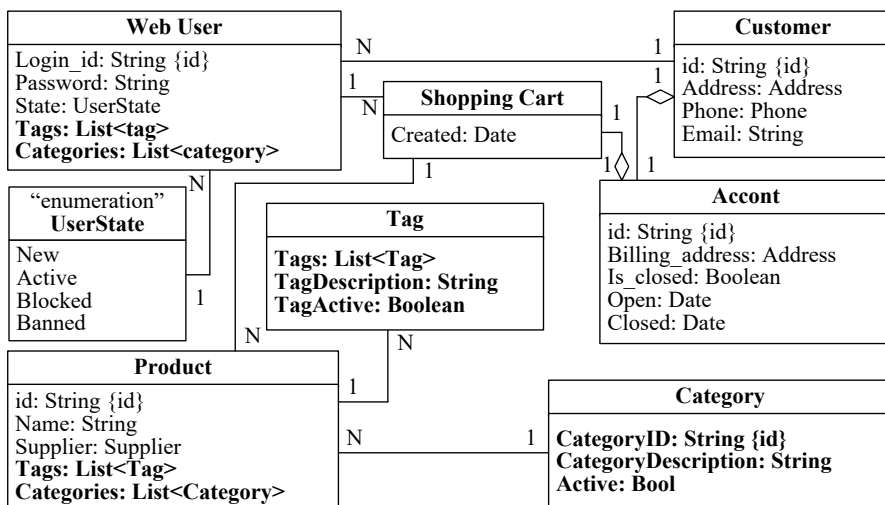 Web User
Login_id: String {id}
Password: String
State: UserState
Tags: List<tag>
Categories: List<category>
N
1
Customer
id: String {id}
Address: Address
Phone: Phone
Email: String
1
N
Shopping Cart
Created: Date
1
1
1
1
1
N
"enumeration"
UserState
New
Active
Blocked
Banned
1
Tag
Tags: List<Tag>
TagDescription: String
TagActive: Boolean
Accont
id: String {id}
Billing_address: Address
Is_closed: Boolean
Open: Date
Closed: Date
N
N
Product
id: String {id}
Name: String
Supplier: Supplier
Tags: List<Tag>
Categories: List<Category>
1
N
1
Category
CategoryID: String {id}
CategoryDescription: String
Active: Bool